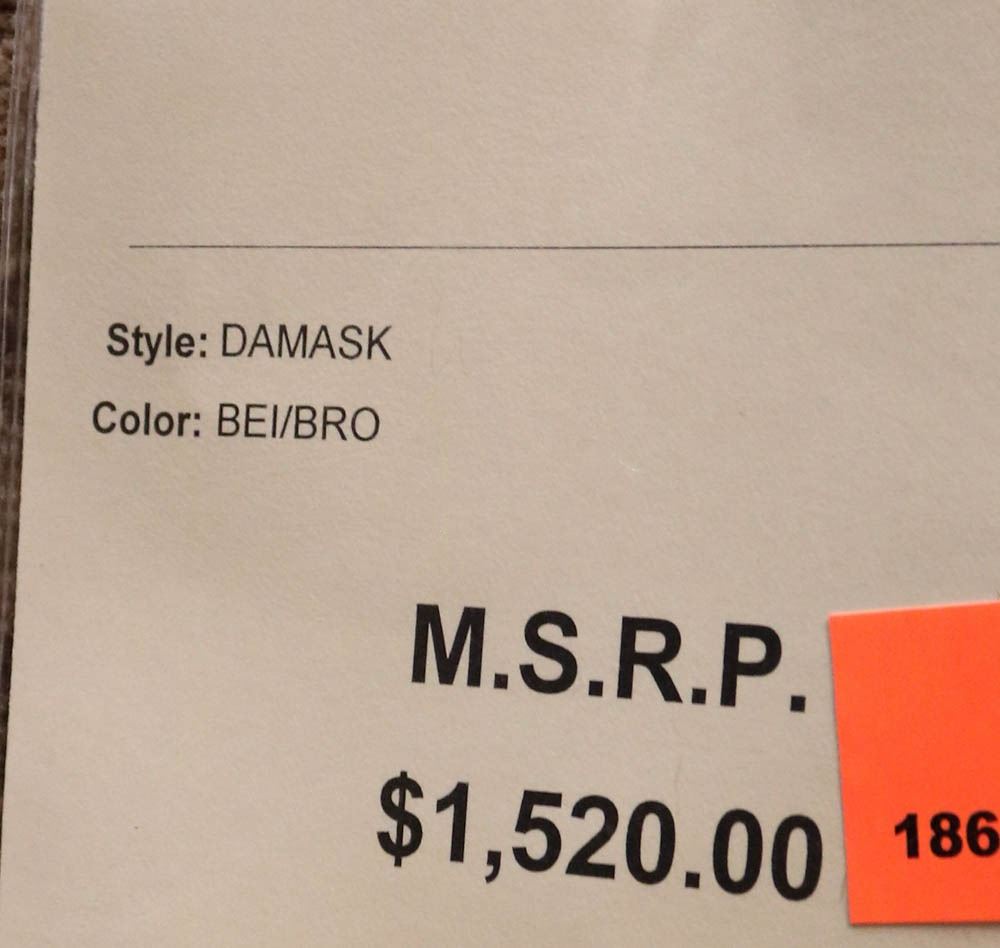 Style: DAMASK
Color: BEI/BRO
M.S.R.P.
$1,520.00
186